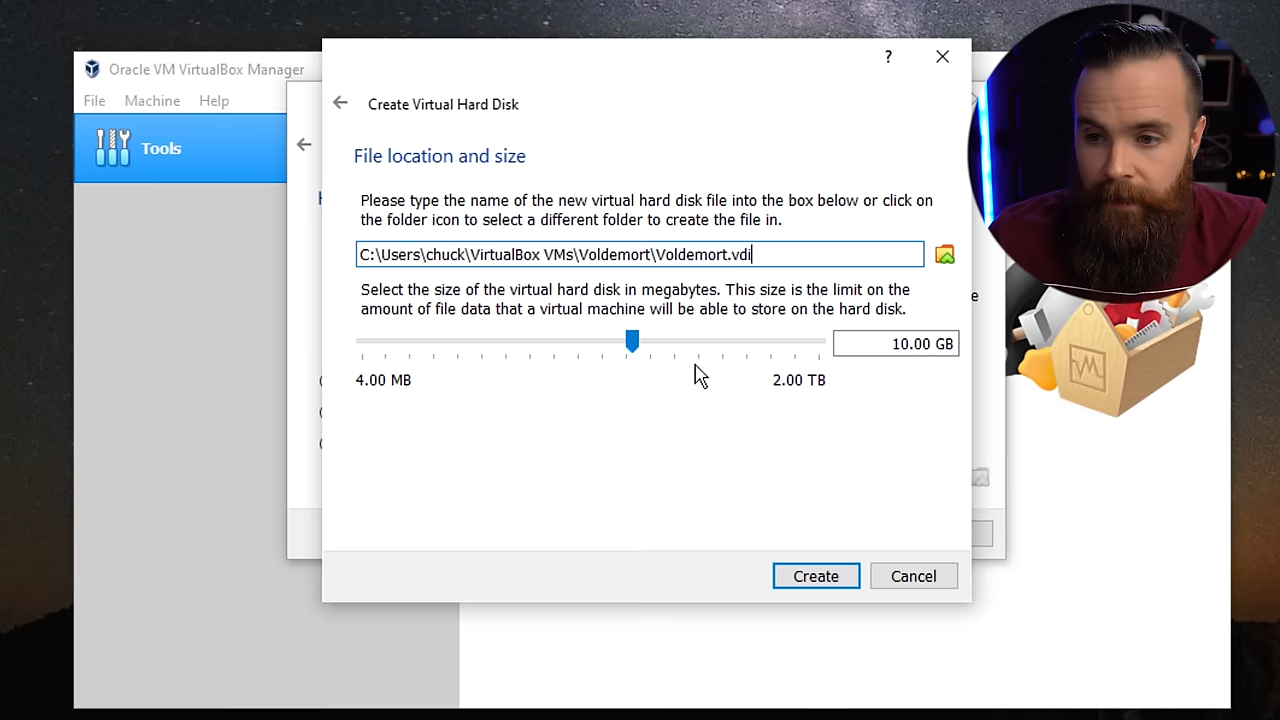 Oracle VM VirtualBox Manager
File Machine Help
Tools
?
Create Virtual Hard Disk
File location and size
Please type the name of the new virtual hard disk file into the box below or click on
the folder icon to select a different folder to create the file in.
C:\Users\chuck\VirtualBox VMs\Voldemort\Voldemort.vdi
Select the size of the virtual hard disk in megabytes. This size is the limit on the
amount of file data that a virtual machine will be able to store on the hard disk.
10.00 GB
4.00 MB
2.00 TB
Create
Cancel